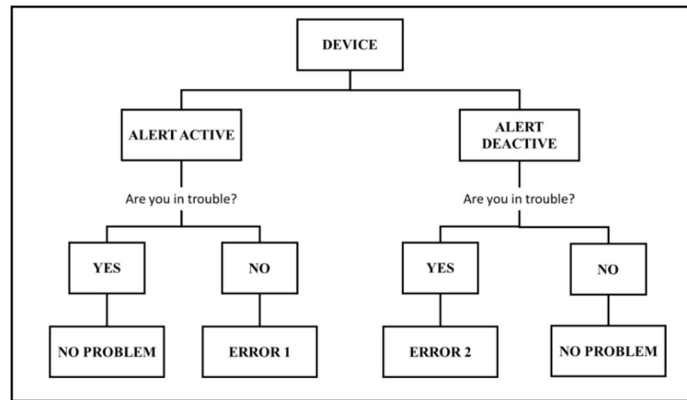 DEVICE
ALERT ACTIVE
ALERT
DEACTIVE
Are you in trouble?
Are you in trouble?
YES
NO
YES
NO
NO PROBLEM
ERROR 1
ERROR 2
NO PROBLEM